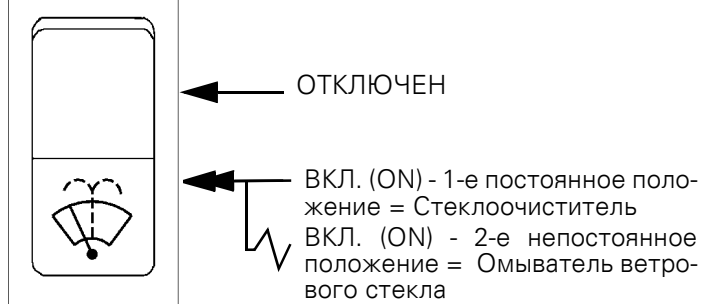 ОТКЛЮЧЕН
ВКЛ. (ON) - 1-е постоянное поло-
жение = Стеклоочиститель
ВКЛ. (ON) - 2-е непостоянное
положение = Омыватель ветро-
вого стекла